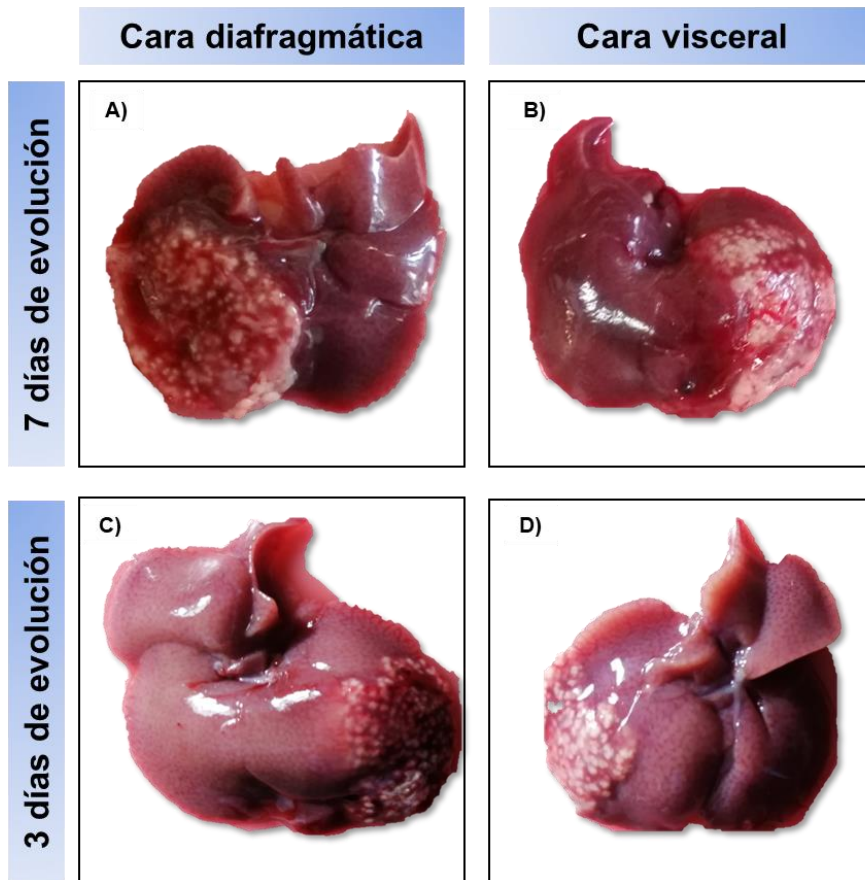 Cara diafragmática
Cara visceral
7 días de evolución
A)
B)
3 días de evolución
C)
D)